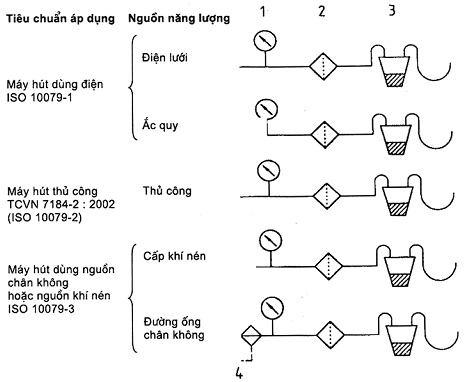 Tiêu chuẩn áp dụng Nguồn năng lượng 1 2 3
Điện lưới
Máy hút dùng điện
ISO 10079-1
Ắc quy
Máy hút thủ công
TCVN 7184-2 : 2002
(ISO 10079-2)
Thủ công
Cấp khí nén
Máy hút dùng nguồn
chân không
hoặc nguồn khí nén
ISO 10079-3
Đường ống
chân không
4